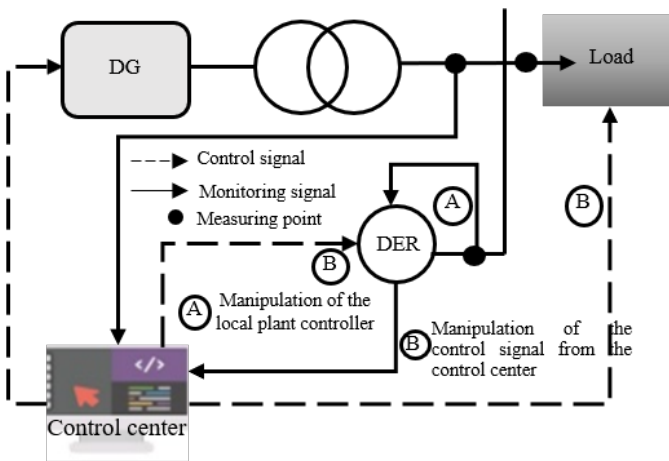 DG
Load
Control signal
Monitoring signal
Measuring point
A
B
DER
B
A
Manipulation of the
local plant controller
B
Manipulation of the
control signal from the
control center
</>
Control center